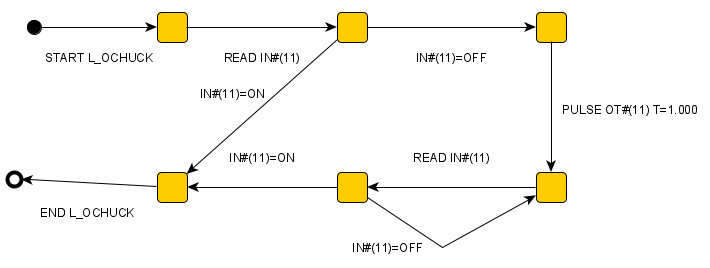 START L_OCHUCK
READ IN#(11)
IN#(11)=OFF
IN#(11)=ON
PULSE OT#(11) T=1.000
IN#(11)=ON
READ IN#(11)
END L_OCHUCK
IN#(11)=OFF